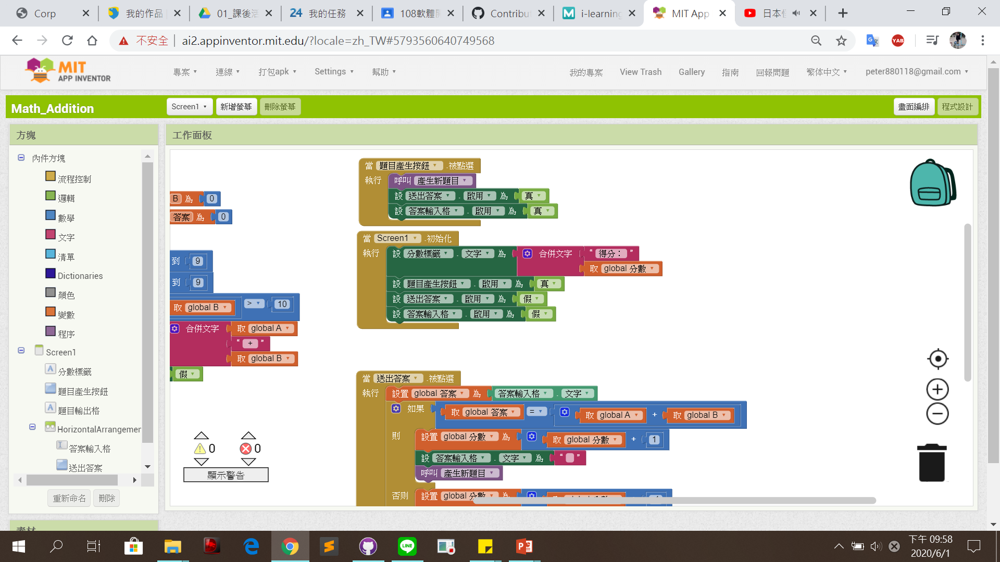 Corp
我的作品
01_課後活
24 我的任務
108軟體開
Contribut
M i-learning
MIT App
日本怪
不安全 | ai2.appinventor.mit.edu/?locale=zh_TW#5793560640749568
YAB
MIT
APP INVENTOR
專案
連線
打包apk
Settings
幫助
我的專案
View Trash
Gallery
指南
回報問題
繁体中文
peter880118@gmail.com
Math_Addition
Screen1
新增螢幕
刪除螢幕
畫面編排
程式設計
方塊
工作面板
內件方塊
流程控制
邏輯
數學
文字
清單
Dictionaries
顏色
變數
程序
Screen1
分數標籤
題目產生按鈕
題目輸出格
HorizontalArrangemen
答案輸入格
送出答案
重新命名
刪除
素材
B 為 0
答案 為 0
到 9
到 9
取 global B > 10
合併文字 取 global A
“ + ”
取 global B
假
0
0
顯示警告
當 題目產生按鈕 .被點選
執行 呼叫 產生新題目
設 送出答案 . 啟用 為 真
設 答案輸入格 . 啟用 為 真
當 Screen1 .初始化
執行 設 分數標籤 . 文字 為 合併文字 “ 得分： ”
取 global 分數
設 題目產生按鈕 . 啟用 為 真
設 送出答案 . 啟用 為 假
設 答案輸入格 . 啟用 為 假
當 送出答案 .被點選
執行 設置 global 答案 為 答案輸入格 . 文字
如果 取 global 答案 = 取 global A + 取 global B
則 設置 global 分數 為 取 global 分數 + 1
設 答案輸入格 . 文字 為 “ ”
呼叫 產生新題目
否則 設置 global 分數 為
LINE
下午 09:58
2020/6/1